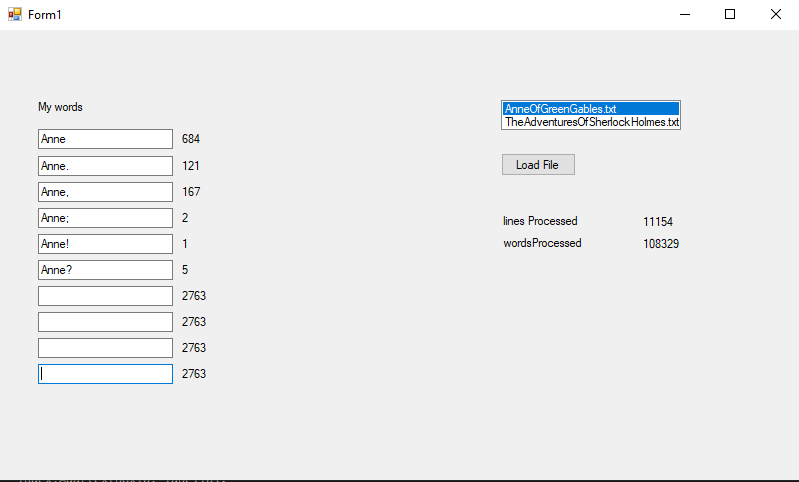 Form1
My words
Anne 684
Anne. 121
Anne, 167
Anne; 2
Anne! 1
Anne? 5
2763
2763
2763
2763
AnneOfGreenGables.txt
TheAdventuresOfSherlockHolmes.txt
Load File
lines Processed 11154
wordsProcessed 108329